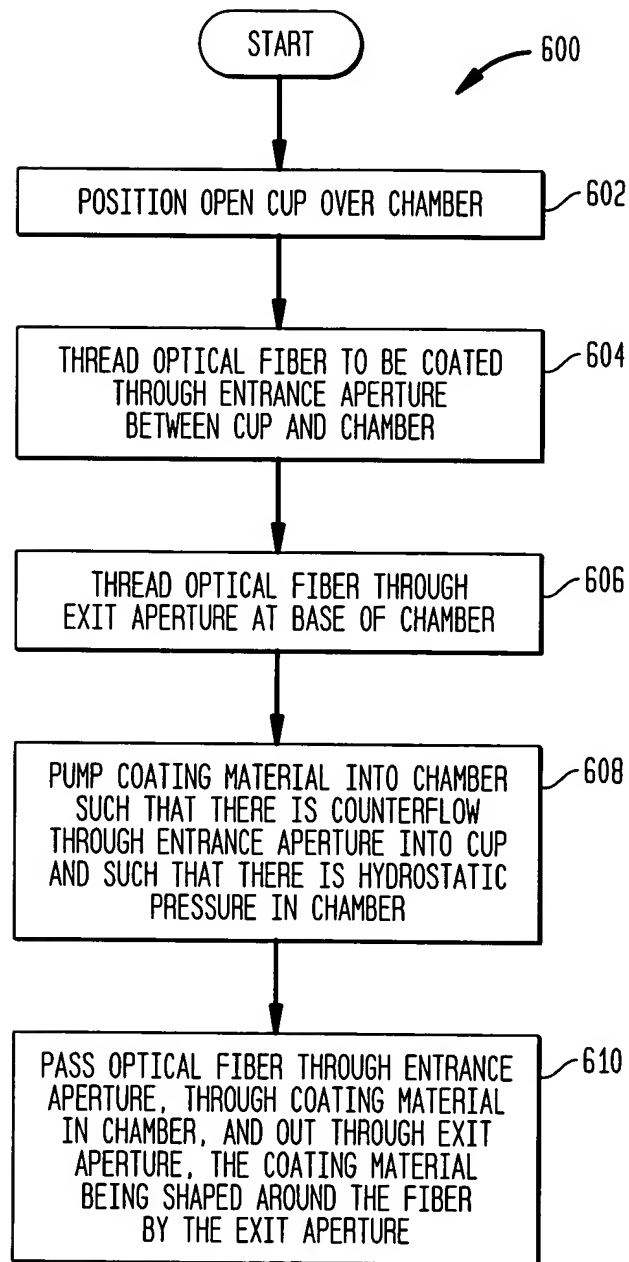 START
600
POSITION OPEN CUP OVER CHAMBER
602
THREAD OPTICAL FIBER TO BE COATED
THROUGH ENTRANCE APERTURE
BETWEEN CUP AND CHAMBER
604
THREAD OPTICAL FIBER THROUGH
EXIT APERTURE AT BASE OF CHAMBER
606
PUMP COATING MATERIAL INTO CHAMBER
SUCH THAT THERE IS COUNTERFLOW
THROUGH ENTRANCE APERTURE INTO CUP
AND SUCH THAT THERE IS HYDROSTATIC
PRESSURE IN CHAMBER
608
PASS OPTICAL FIBER THROUGH ENTRANCE
APERTURE, THROUGH COATING MATERIAL
IN CHAMBER, AND OUT THROUGH EXIT
APERTURE, THE COATING MATERIAL
BEING SHAPED AROUND THE FIBER
BY THE EXIT APERTURE
610